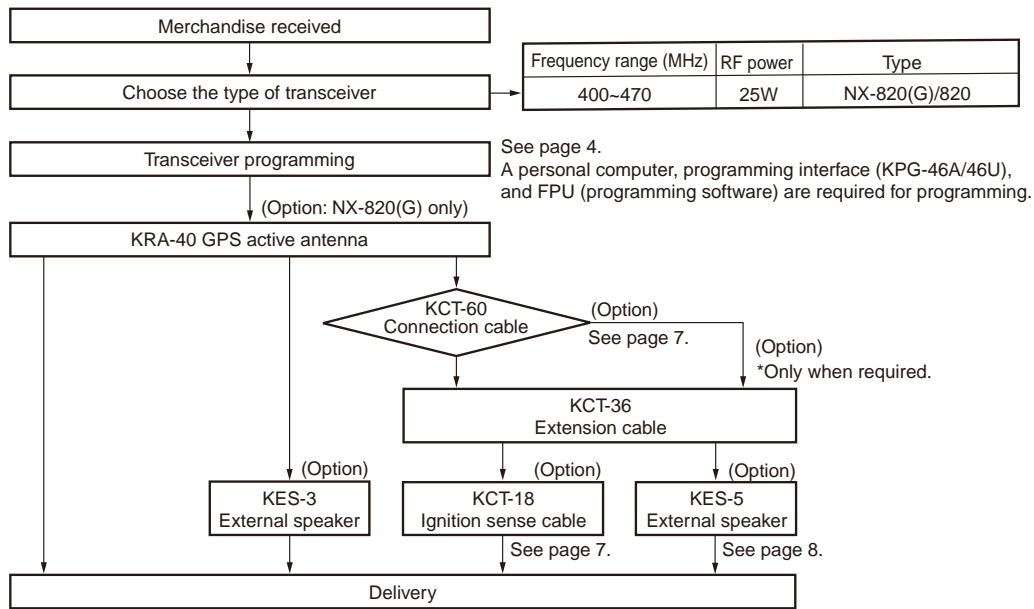 Merchandise received
Choose the type of transceiver
Frequency range (MHz) RF power Type
400~470 25W NX-820(G)/820
Transceiver programming
See page 4.
A personal computer, programming interface (KPG-46A/46U),
and FPU (programming software) are required for programming.
(Option: NX-820(G) only)
KRA-40 GPS active antenna
KCT-60
Connection cable
(Option)
See page 7.
(Option)
*Only when required.
KCT-36
Extension cable
(Option)
KES-3
External speaker
(Option)
KCT-18
Ignition sense cable
See page 7.
(Option)
KES-5
External speaker
See page 8.
Delivery